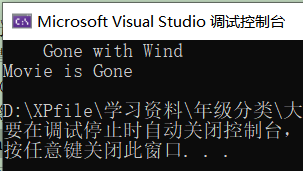 Microsoft Visual Studio 调试控制台
Gone with Wind
Movie is Gone
D:\XPfile\学习资料\年级分类\大
要在调试停止时自动关闭控制台,
按任意键关闭此窗口. . .